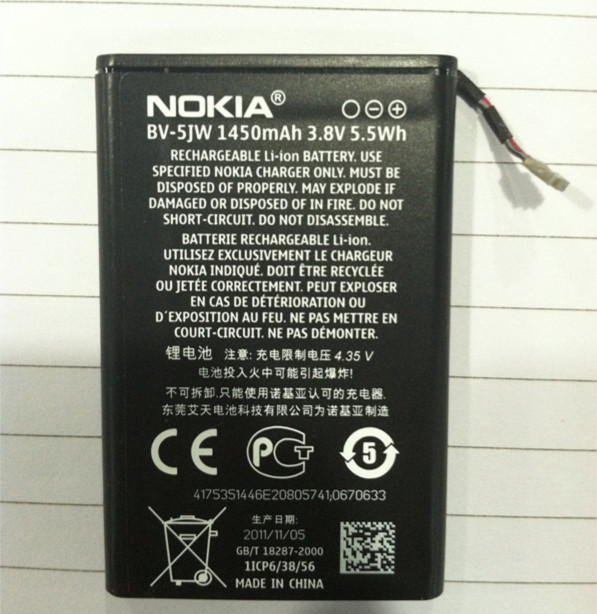 NOKIA®
BV-5JW 1450mAh 3.8V 5.5Wh
RECHARGEABLE Li-ion BATTERY. USE
SPECIFIED NOKIA CHARGER ONLY. MUST BE
DISPOSED OF PROPERLY. MAY EXPLODE IF
DAMAGED OR DISPOSED OF IN FIRE. DO NOT
SHORT-CIRCUIT. DO NOT DISASSEMBLE.
BATTERIE RECHARGEABLE Li-ion.
UTILISEZ EXCLUSIVEMENT LE CHARGEUR
NOKIA INDIQUÉ. DOIT ÊTRE RECYCLÉE
OU JETÉE CORRECTEMENT. PEUT EXPLOSER
EN CAS DE DÉTÉRIORATION OU
D'EXPOSITION AU FEU. NE PAS METTRE EN
COURT-CIRCUIT. NE PAS DÉMONTER.
锂电池 注意: 充电限制电压 4.35 V
电池投入火中可能引起爆炸!
不可拆卸.只能使用诺基亚认可的充电器.
东莞艾天电池科技有限公司为诺基亚制造
CE PCT 5
4175351446E20805741;0670633
生产日期:
2011/11/05
GB/T 18287-2000
1ICP6/38/56
MADE IN CHINA